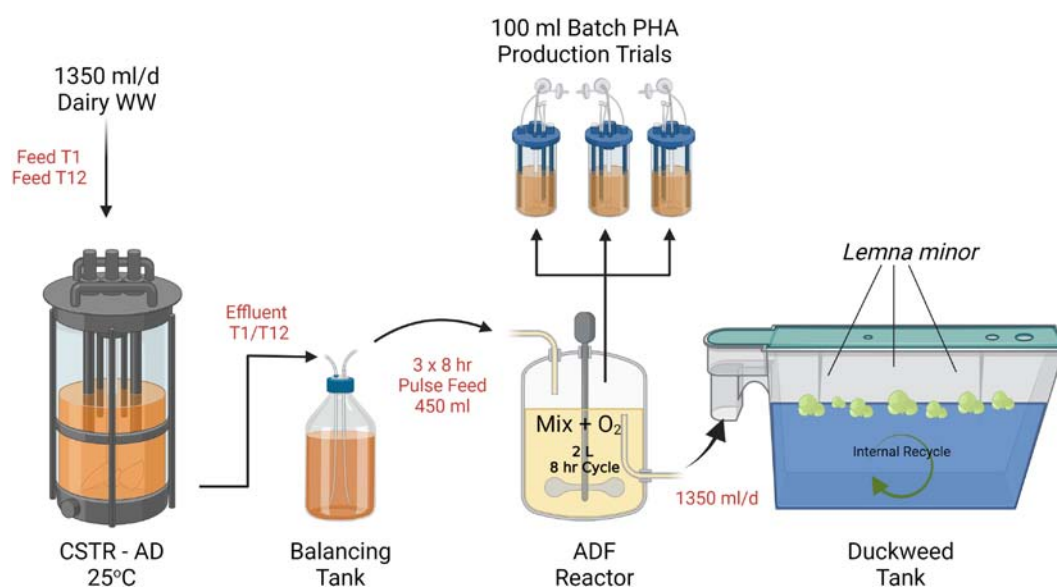 100 ml Batch PHA
Production Trials
1350 ml/d
Dairy WW
Feed T1
Feed T12
Lemna minor
Effluent
T1/T12
3 x 8 hr
Pulse Feed
450 ml
Mix + O₂
2 L
8 hr Cycle
Internal Recycle
1350 ml/d
CSTR - AD
25ºC
Balancing
Tank
ADF
Reactor
Duckweed
Tank